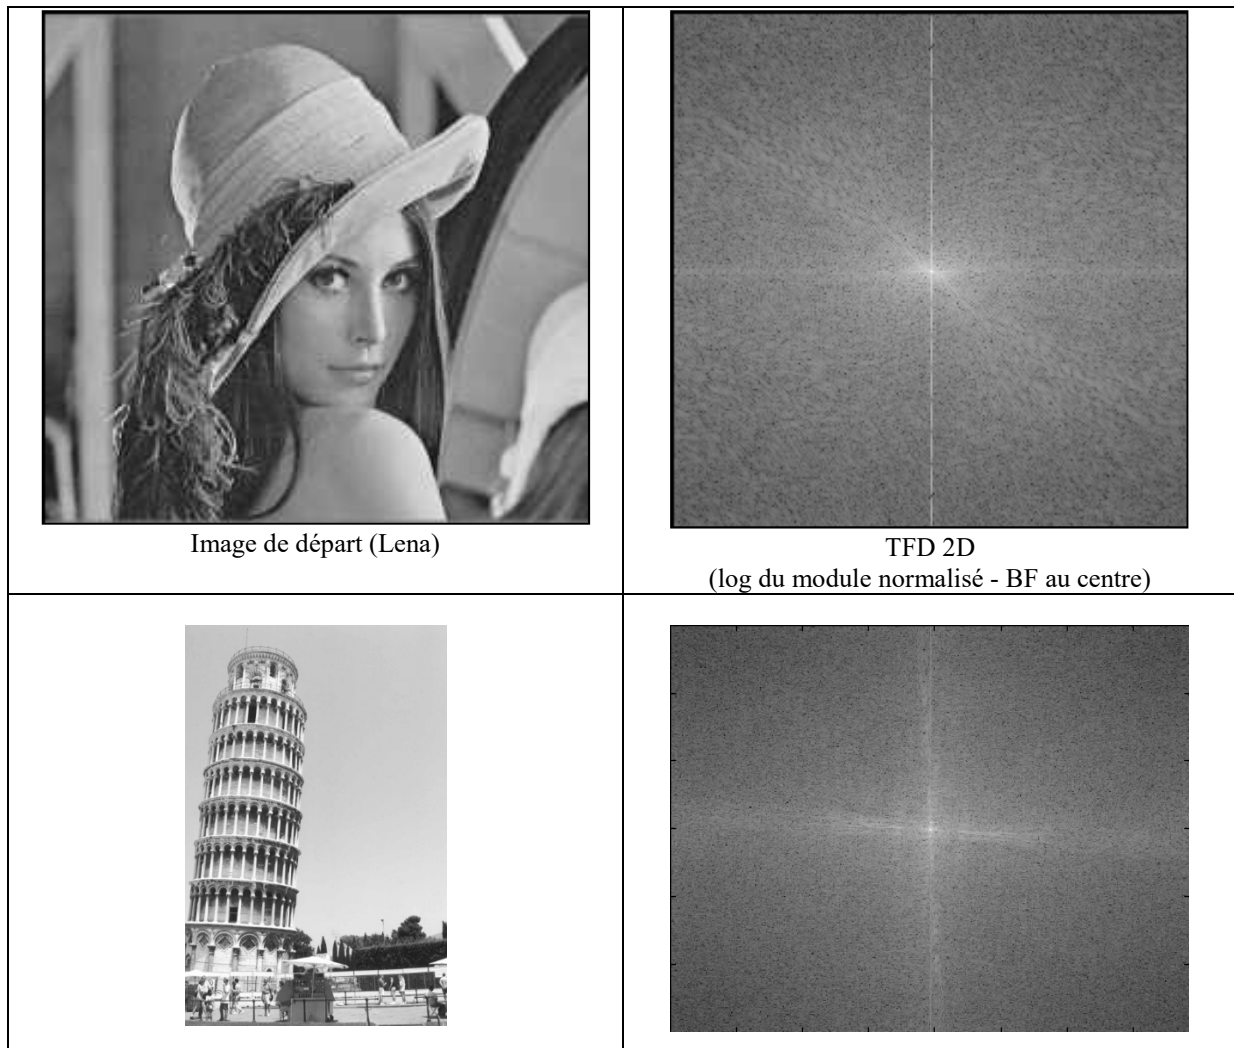 Image de départ (Lena)
TFD 2D
(log du module normalisé - BF au centre)